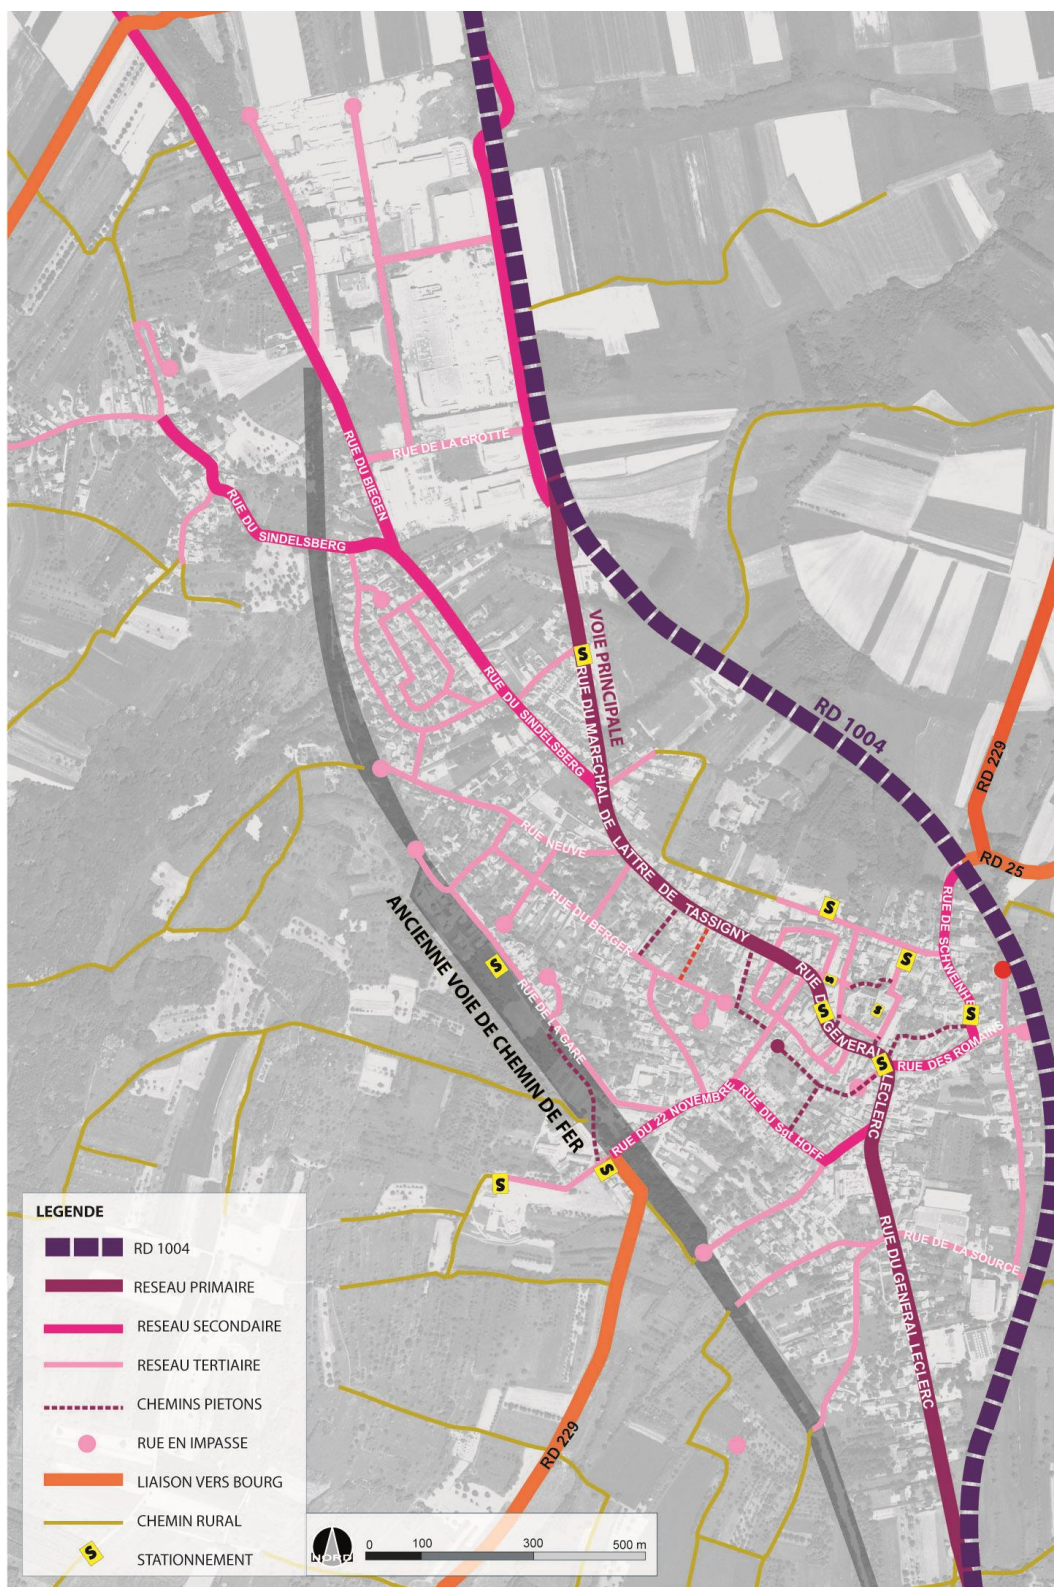 RUE DU BIEGEN
RUE DE LA GROTTE
RUE DU SINDELSBERG
VOIE PRINCIPALE
RUE DU MARECHAL DE LATTRE DE TASSIGNY
RUE DU SINDELSBERG
RD 1004
RD 229
RD 25
RUE NEUVE
RUE DU BERGER
RUE DE SCHWEINHE
ANCIENNE VOIE DE CHEMIN DE FER
RUE DE LA GARE
RUE D GENERAL LECLERC
RUE DES ROMAINS
RUE DU 22 NOVEMBRE
RUE DU Sgt HOFF
RUE DE LA SOURCE
RUE DU GENERAL LECLERC
RD 229
S
S
S
S
S
S
S
S
S
S
S
LEGENDE
RD 1004
RESEAU PRIMAIRE
RESEAU SECONDAIRE
RESEAU TERTIAIRE
CHEMINS PIETONS
RUE EN IMPASSE
LIAISON VERS BOURG
CHEMIN RURAL
S STATIONNEMENT
NORD
0 100 300 500 m